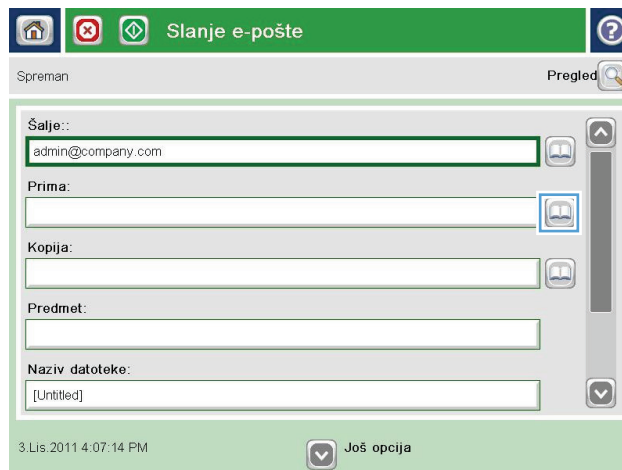 Slanje e-pošte
?
Spreman
Pregled
Šalje::
admin@company.com
Prima:
Kopija:
Predmet:
Naziv datoteke:
[Untitled]
3.Lis.2011 4:07:14 PM
Još opcija